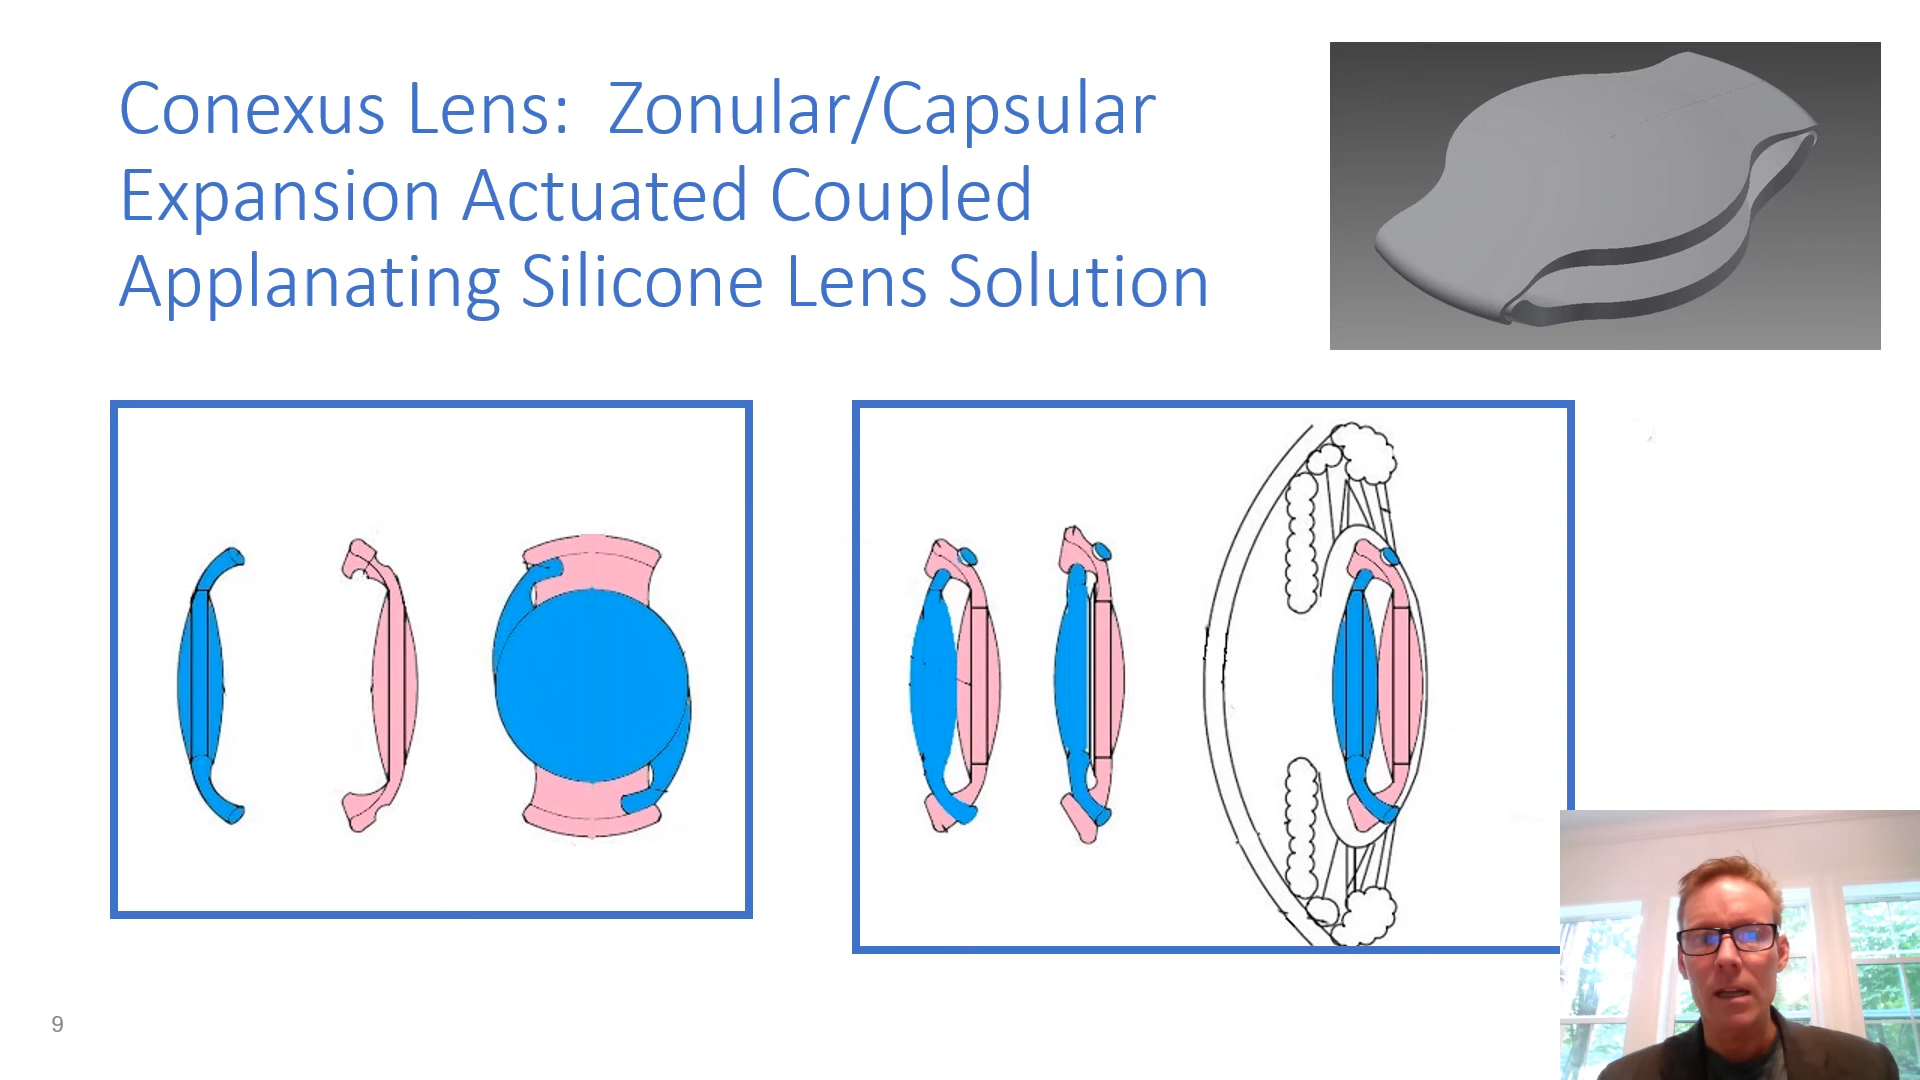 Conexus Lens:  Zonular/Capsular
Expansion Actuated Coupled
Applanating Silicone Lens Solution
9